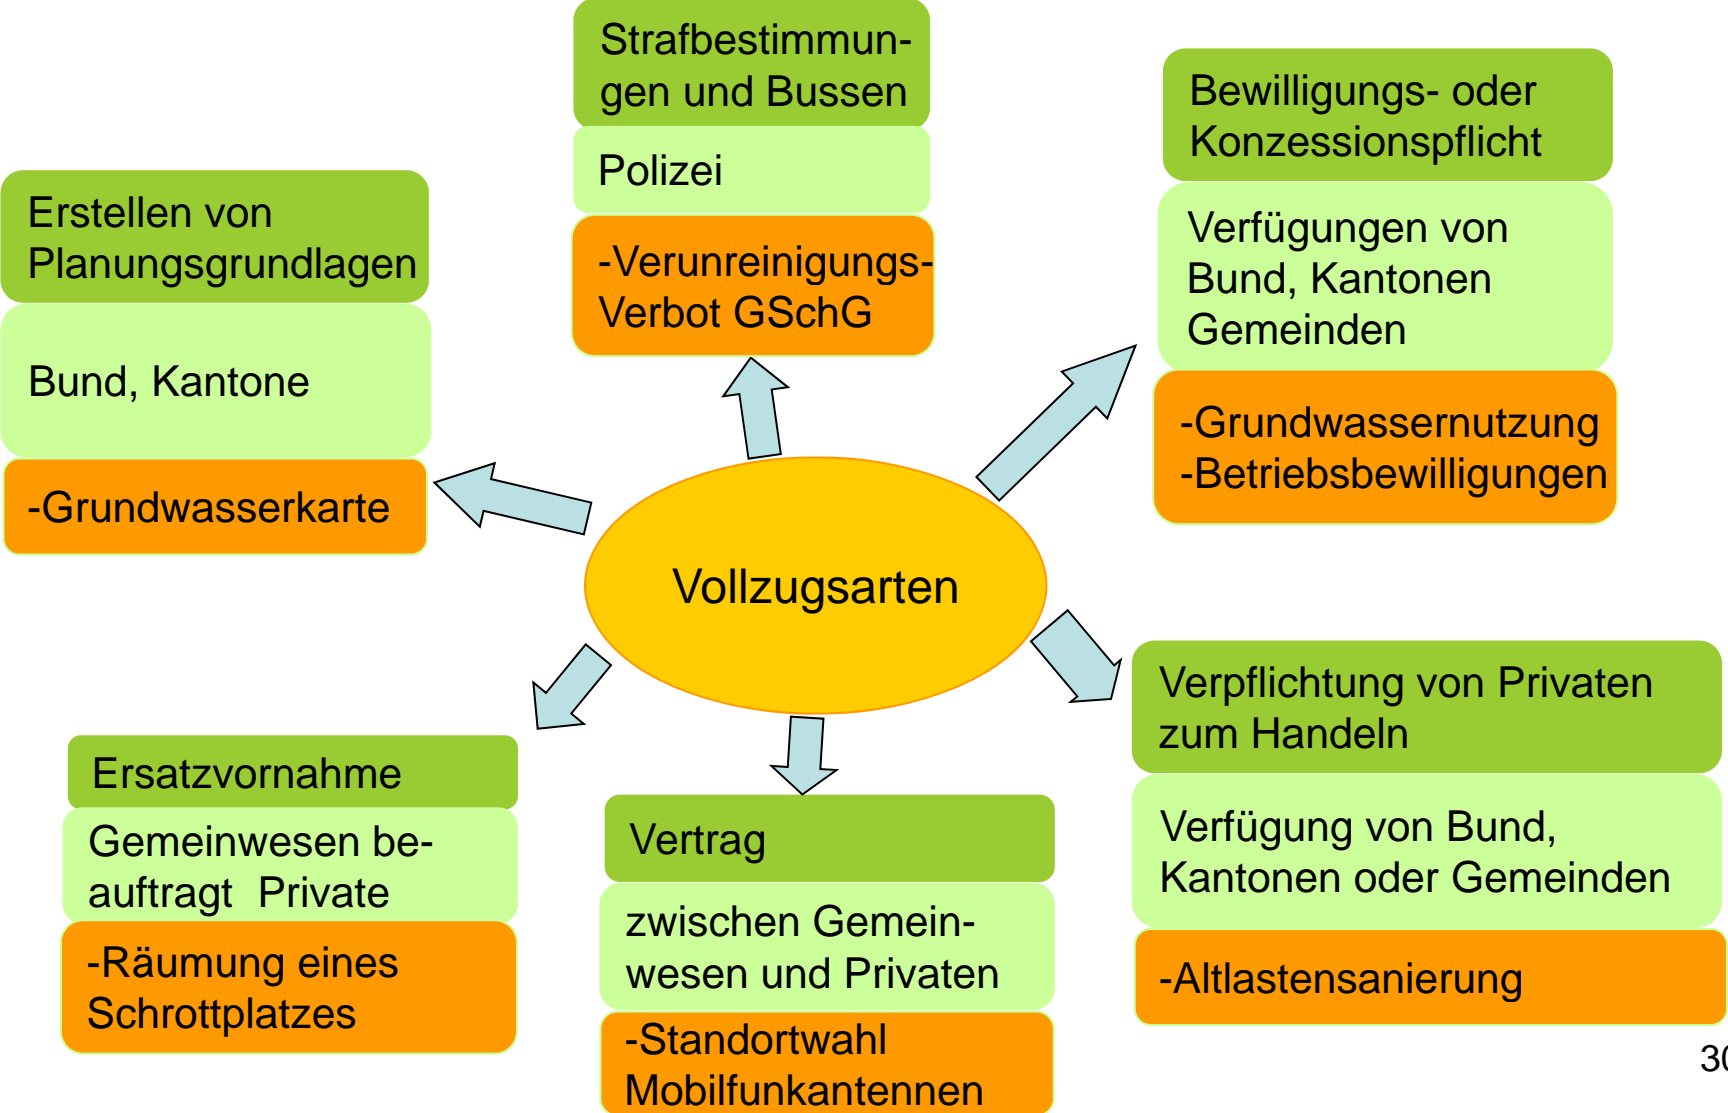 Strafbestimmun-
gen und Bussen
Polizei
-Verunreinigungs-
Verbot GSchG
Bewilligungs- oder
Konzessionspflicht
Verfügungen von
Bund, Kantonen
Gemeinden
-Grundwassernutzung
-Betriebsbewilligungen
Erstellen von
Planungsgrundlagen
Bund, Kantone
-Grundwasserkarte
Vollzugsarten
Verpflichtung von Privaten
zum Handeln
Verfügung von Bund,
Kantonen oder Gemeinden
-Altlastensanierung
Ersatzvornahme
Gemeinwesen be-
auftragt Private
-Räumung eines
Schrottplatzes
Vertrag
zwischen Gemein-
wesen und Privaten
-Standortwahl
Mobilfunkantennen
30